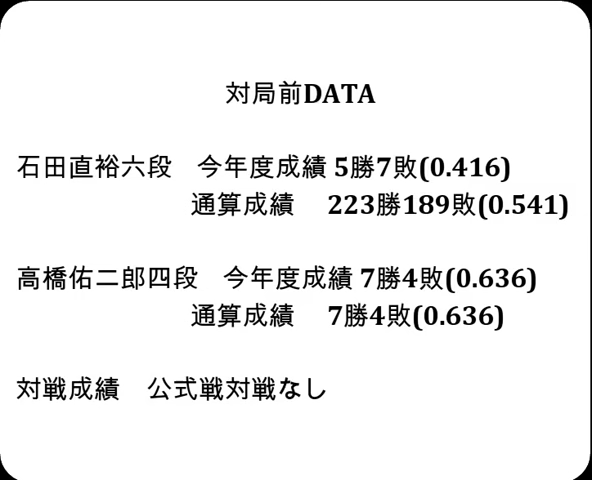 対局前DATA
石田直裕六段　今年度成績 5勝7敗(0.416)
通算成績　223勝189敗(0.541)
高橋佑二郎四段　今年度成績 7勝4敗(0.636)
通算成績　7勝4敗(0.636)
対戦成績　公式戦対戦なし